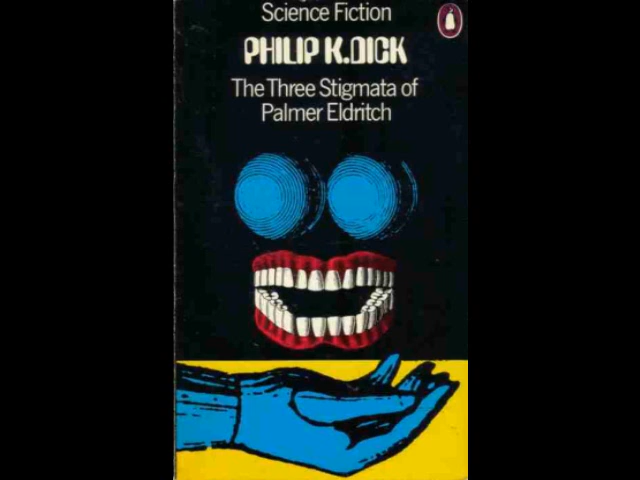 Science Fiction
PHILIP K. DICK
The Three Stigmata of
Palmer Eldritch